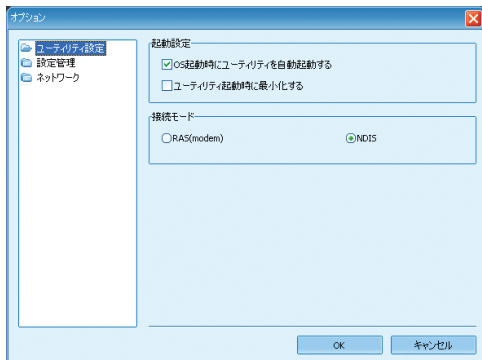 オプション
ユーティリティ設定
設定管理
ネットワーク
起動設定
OS起動時にユーティリティを自動起動する
ユーティリティ起動時に最小化する
接続モード
RAS(modem)
NDIS
OK
キャンセル